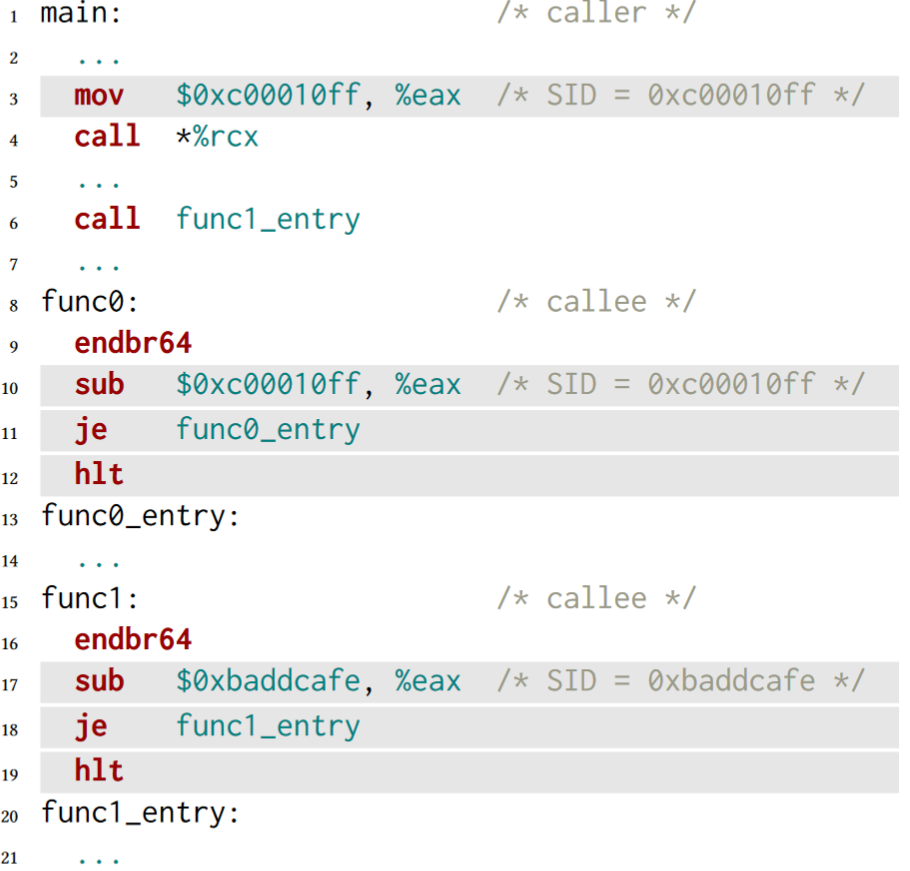 1 main: /* caller */
2 ...
3 mov $0xc00010ff, %eax /* SID = 0xc00010ff */
4 call *%rcx
5 ...
6 call func1_entry
7 ...
8 func0: /* callee */
9 endbr64
10 sub $0xc00010ff, %eax /* SID = 0xc00010ff */
11 je func0_entry
12 hlt
13 func0_entry:
14 ...
15 func1: /* callee */
16 endbr64
17 sub $0xbaddcafe, %eax /* SID = 0xbaddcafe */
18 je func1_entry
19 hlt
20 func1_entry:
21 ...